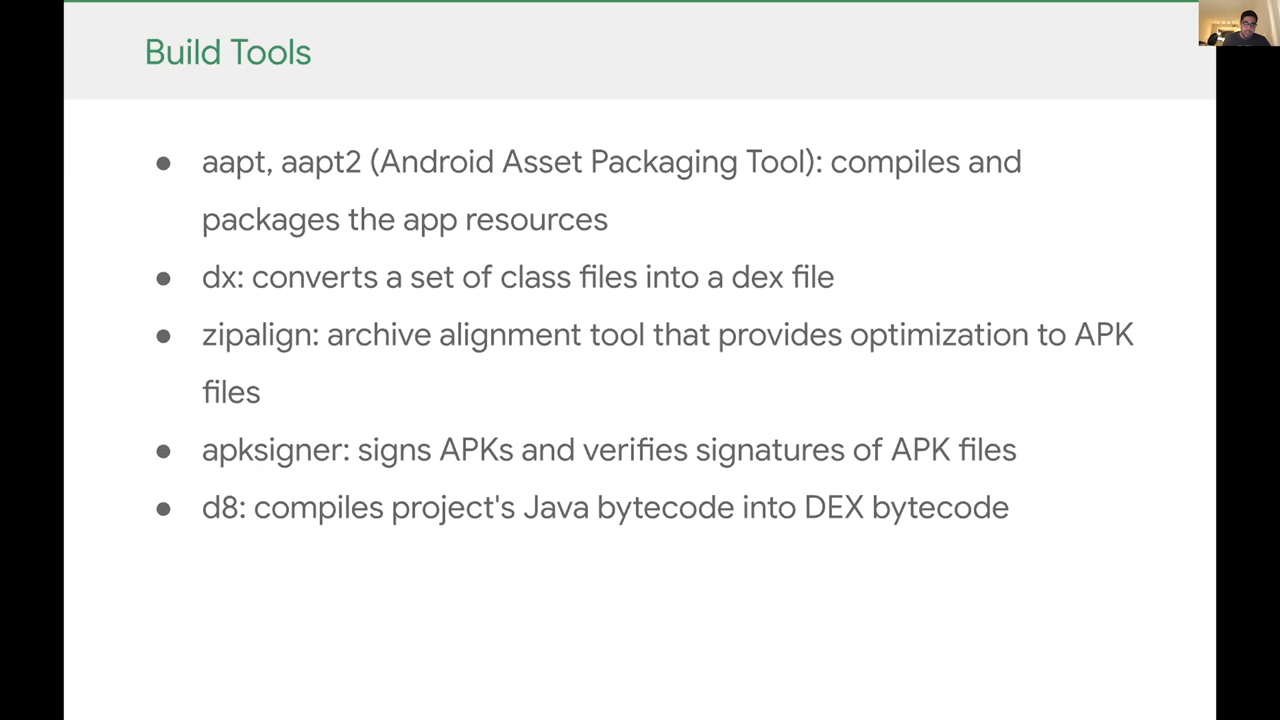 Build Tools
● aapt, aapt2 (Android Asset Packaging Tool): compiles and
packages the app resources
● dx: converts a set of class files into a dex file
● zipalign: archive alignment tool that provides optimization to APK
files
● apksigner: signs APKs and verifies signatures of APK files
● d8: compiles project's Java bytecode into DEX bytecode